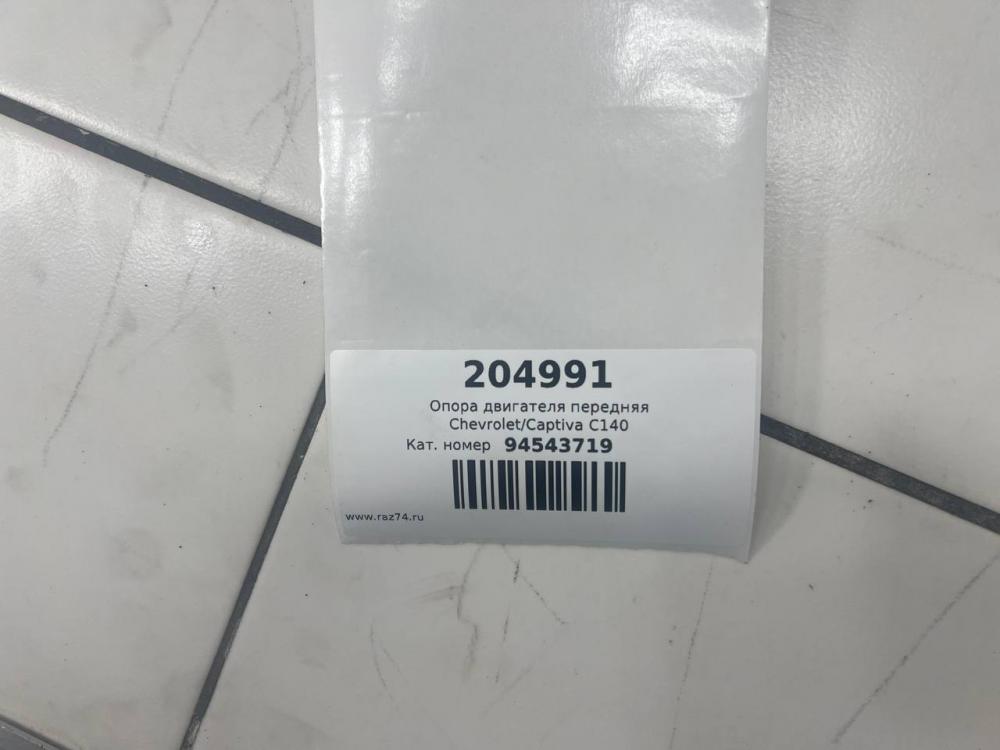 204991
Опора двигателя передняя
Chevrolet/Captiva C140
Кат. номер 94543719
www.raz74.ru